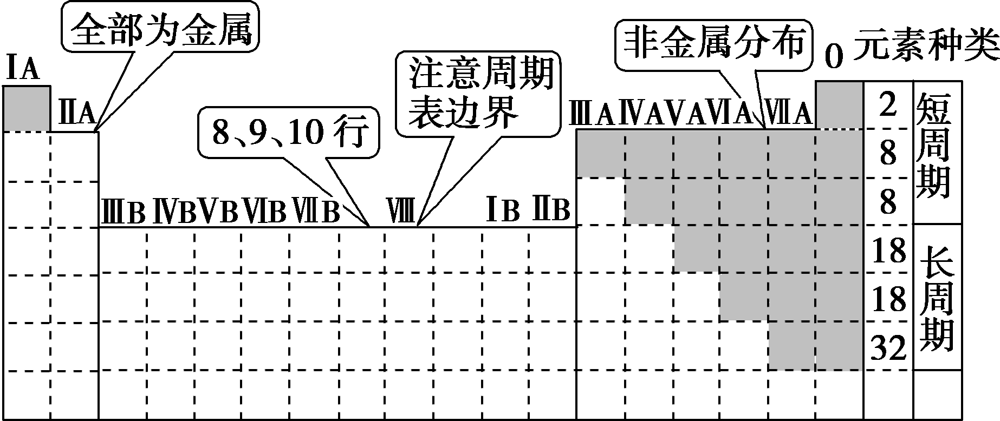 全部为金属
非金属分布
0 元素种类
ⅠA
ⅡA
注意周期
表边界
8、9、10 行
ⅢA ⅣA ⅤA ⅥA ⅦA
ⅢB ⅣB ⅤB ⅥB ⅦB Ⅷ ⅠB ⅡB
2
8
8
18
18
32
短周期
长周期